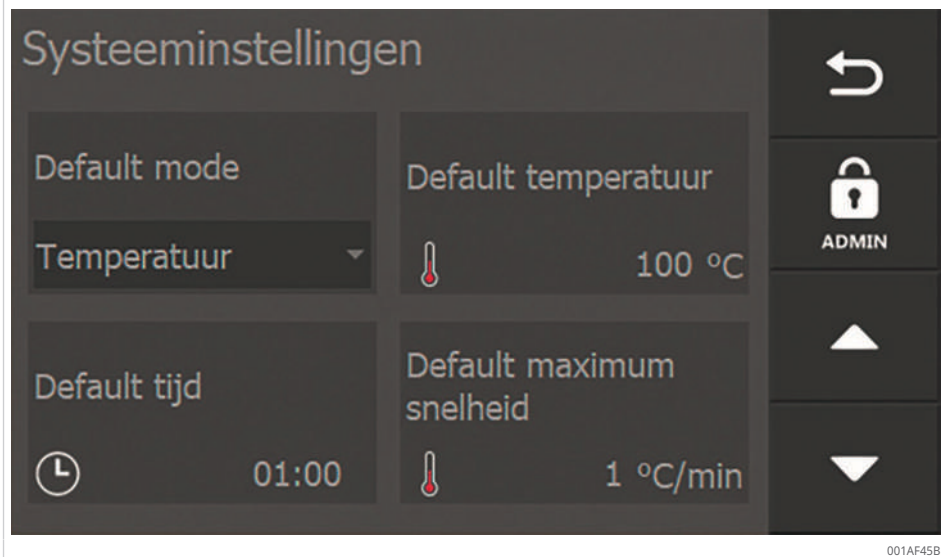 Systeeminstellingen
Default mode
Temperatuur
Default temperatuur
100 °C
Default tijd
01:00
Default maximum
snelheid
1 °C/min
ADMIN
001AF45B